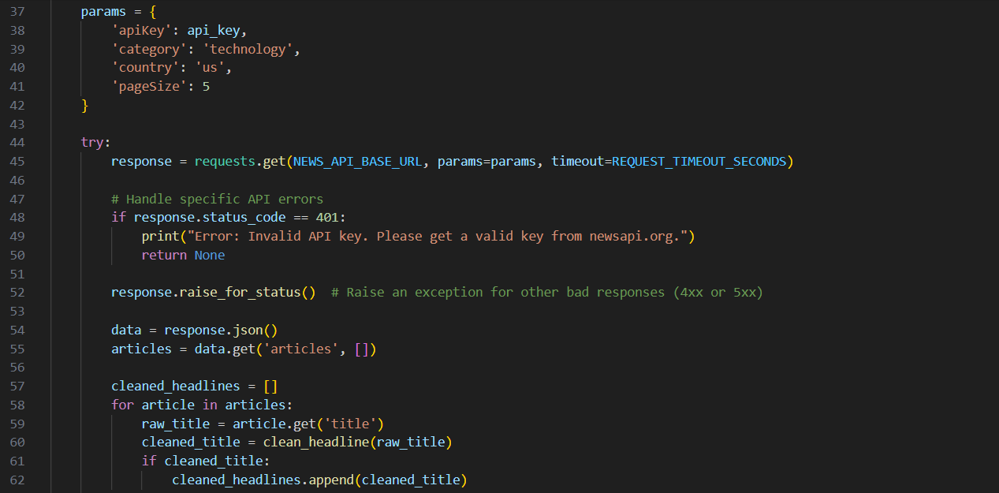 37 params = {
38     'apiKey': api_key,
39     'category': 'technology',
40     'country': 'us',
41     'pageSize': 5
42 }
43
44 try:
45     response = requests.get(NEWS_API_BASE_URL, params=params, timeout=REQUEST_TIMEOUT_SECONDS)
46
47     # Handle specific API errors
48     if response.status_code == 401:
49         print("Error: Invalid API key. Please get a valid key from newsapi.org.")
50         return None
51
52     response.raise_for_status()  # Raise an exception for other bad responses (4xx or 5xx)
53
54     data = response.json()
55     articles = data.get('articles', [])
56
57     cleaned_headlines = []
58     for article in articles:
59         raw_title = article.get('title')
60         cleaned_title = clean_headline(raw_title)
61         if cleaned_title:
62             cleaned_headlines.append(cleaned_title)